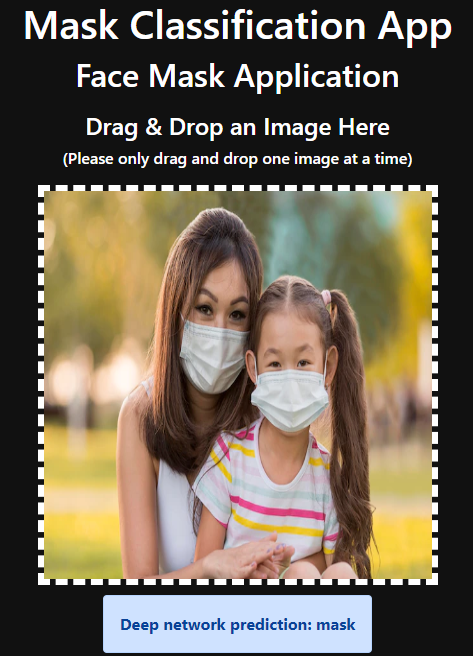 Mask Classification App
Face Mask Application
Drag & Drop an Image Here
(Please only drag and drop one image at a time)
Deep network prediction: mask